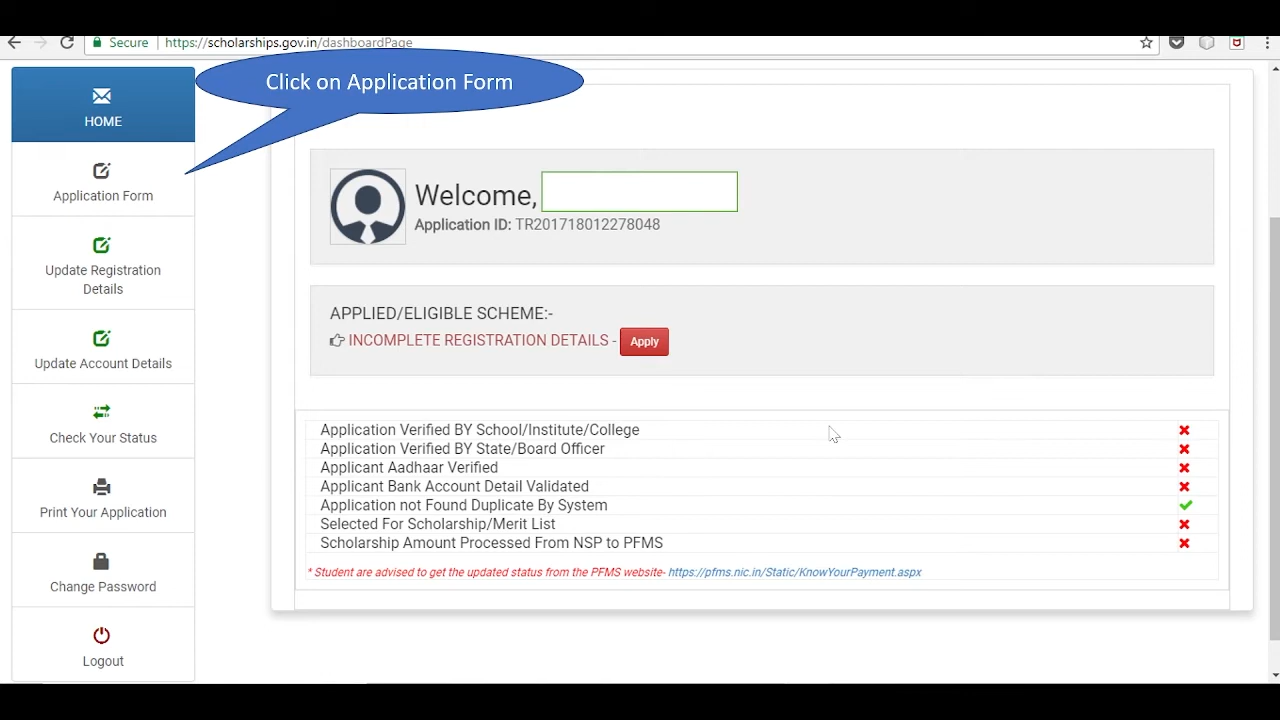 Secure https://scholarships.gov.in/dashboardPage
Click on Application Form
HOME
Application Form
Update Registration
Details
Update Account Details
Check Your Status
Print Your Application
Change Password
Logout
Welcome,
Application ID: TR201718012278048
APPLIED/ELIGIBLE SCHEME:-
INCOMPLETE REGISTRATION DETAILS - Apply
Application Verified BY School/Institute/College
Application Verified BY State/Board Officer
Applicant Aadhaar Verified
Applicant Bank Account Detail Validated
Application not Found Duplicate By System
Selected For Scholarship/Merit List
Scholarship Amount Processed From NSP to PFMS
* Student are advised to get the updated status from the PFMS website- https://pfms.nic.in/Static/KnowYourPayment.aspx